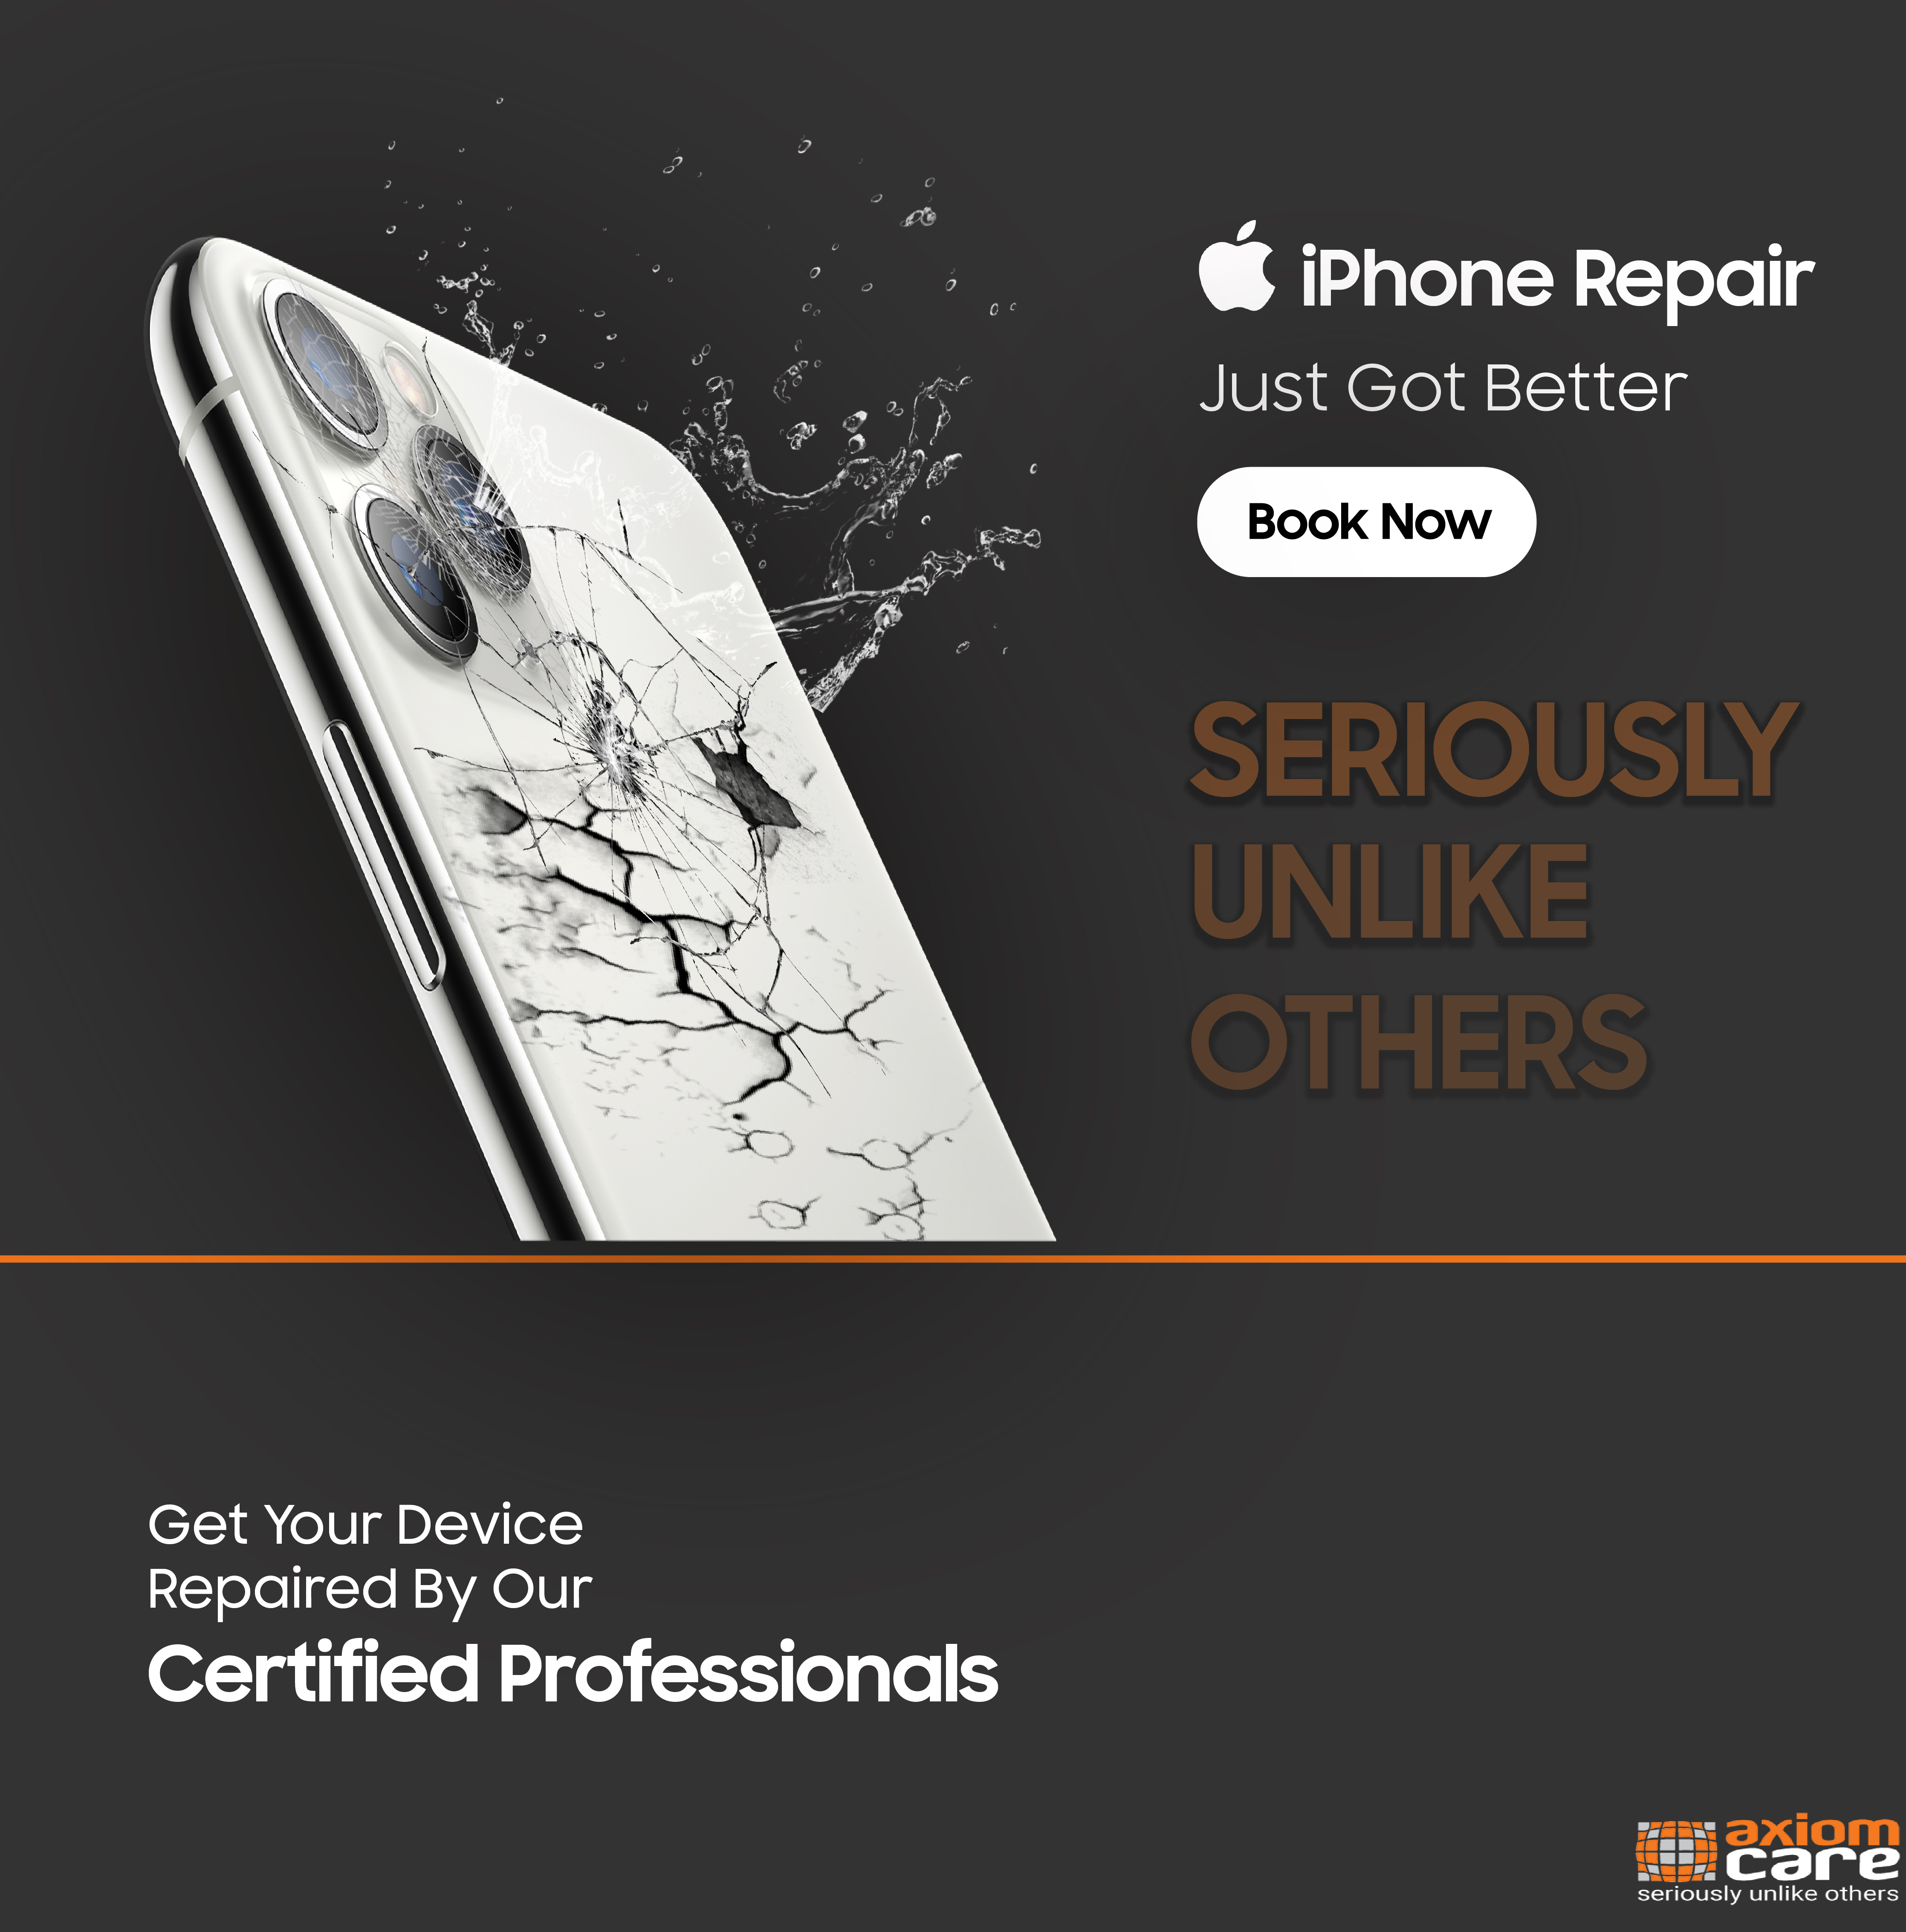 iPhone Repair
Just Got Better
Book Now
SERIOUSLY
UNLIKE
OTHERS
Get Your Device
Repaired By Our
Certified Professionals
axiom
care
seriously unlike others